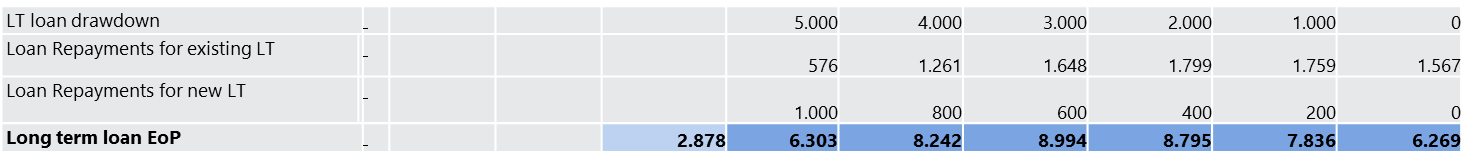 LT loan drawdown - 5.000 4.000 3.000 2.000 1.000 0
Loan Repayments for existing LT - 576 1.261 1.648 1.799 1.759 1.567
Loan Repayments for new LT - 1.000 800 600 400 200 0
Long term loan EoP - 2.878 6.303 8.242 8.994 8.795 7.836 6.269